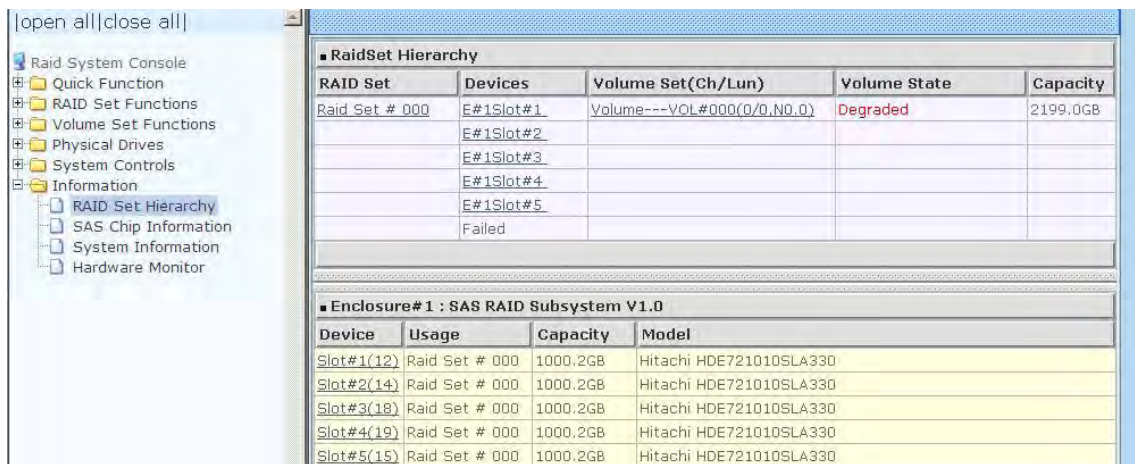 |open all|close all|
Raid System Console
Quick Function
RAID Set Functions
Volume Set Functions
Physical Drives
System Controls
Information
RAID Set Hierarchy
SAS Chip Information
System Information
Hardware Monitor
RaidSet Hierarchy
RAID Set Devices Volume Set(Ch/Lun) Volume State Capacity
Raid Set # 000 E#1Slot#1 Volume---VOL#000(0/0,N0.0) Degraded 2199.0GB
E#1Slot#2
E#1Slot#3
E#1Slot#4
E#1Slot#5
Failed
Enclosure#1 : SAS RAID Subsystem V1.0
Device Usage Capacity Model
Slot#1(12) Raid Set # 000 1000.2GB Hitachi HDE721010SLA330
Slot#2(14) Raid Set # 000 1000.2GB Hitachi HDE721010SLA330
Slot#3(18) Raid Set # 000 1000.2GB Hitachi HDE721010SLA330
Slot#4(19) Raid Set # 000 1000.2GB Hitachi HDE721010SLA330
Slot#5(15) Raid Set # 000 1000.2GB Hitachi HDE721010SLA330